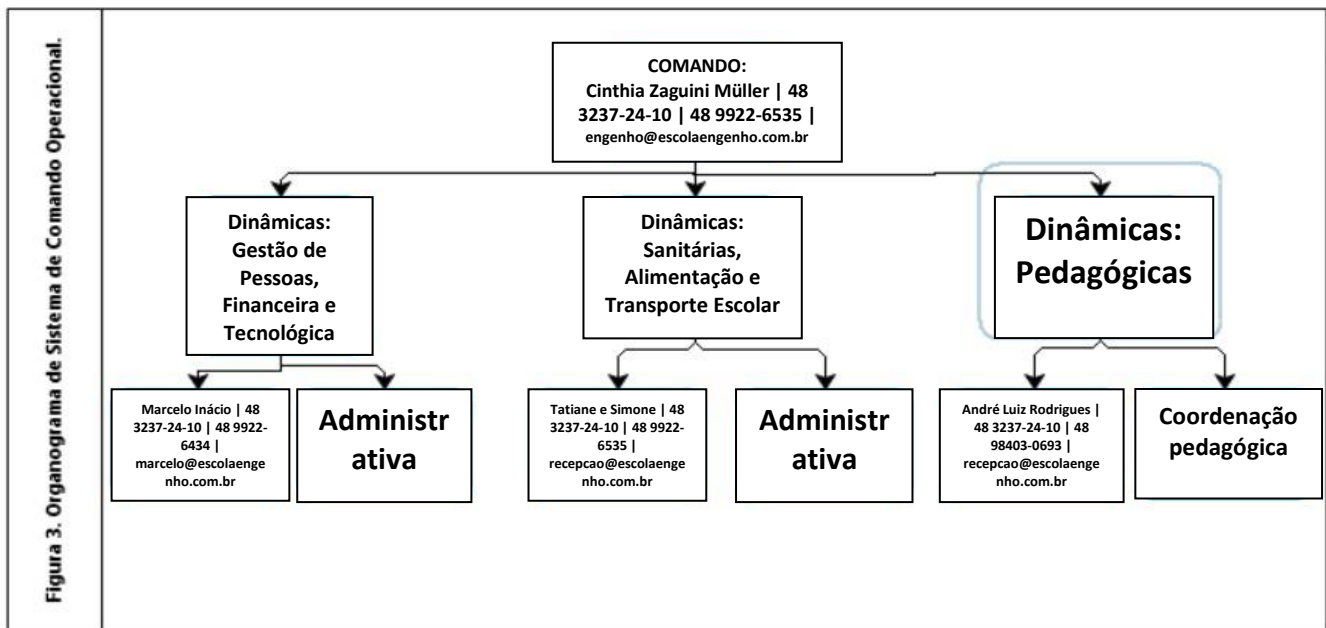 Figura 3. Organograma de Sistema de Comando Operacional.
COMANDO:
Cinthia Zaguini Müller | 48
3237-24-10 | 48 9922-6535 |
engenho@escolaengenho.com.br
Dinâmicas:
Gestão de
Pessoas,
Financeira e
Tecnológica
Dinâmicas:
Sanitárias,
Alimentação e
Transporte Escolar
Dinâmicas:
Pedagógicas
Marcelo Inácio | 48
3237-24-10 | 48 9922-
6434 |
marcelo@escolaenge
nho.com.br
Administr
ativa
Tatiane e Simone | 48
3237-24-10 | 48 9922-
6535 |
recepcao@escolaenge
nho.com.br
Administr
ativa
André Luiz Rodrigues |
48 3237-24-10 | 48
98403-0693 |
recepcao@escolaenge
nho.com.br
Coordenação
pedagógica